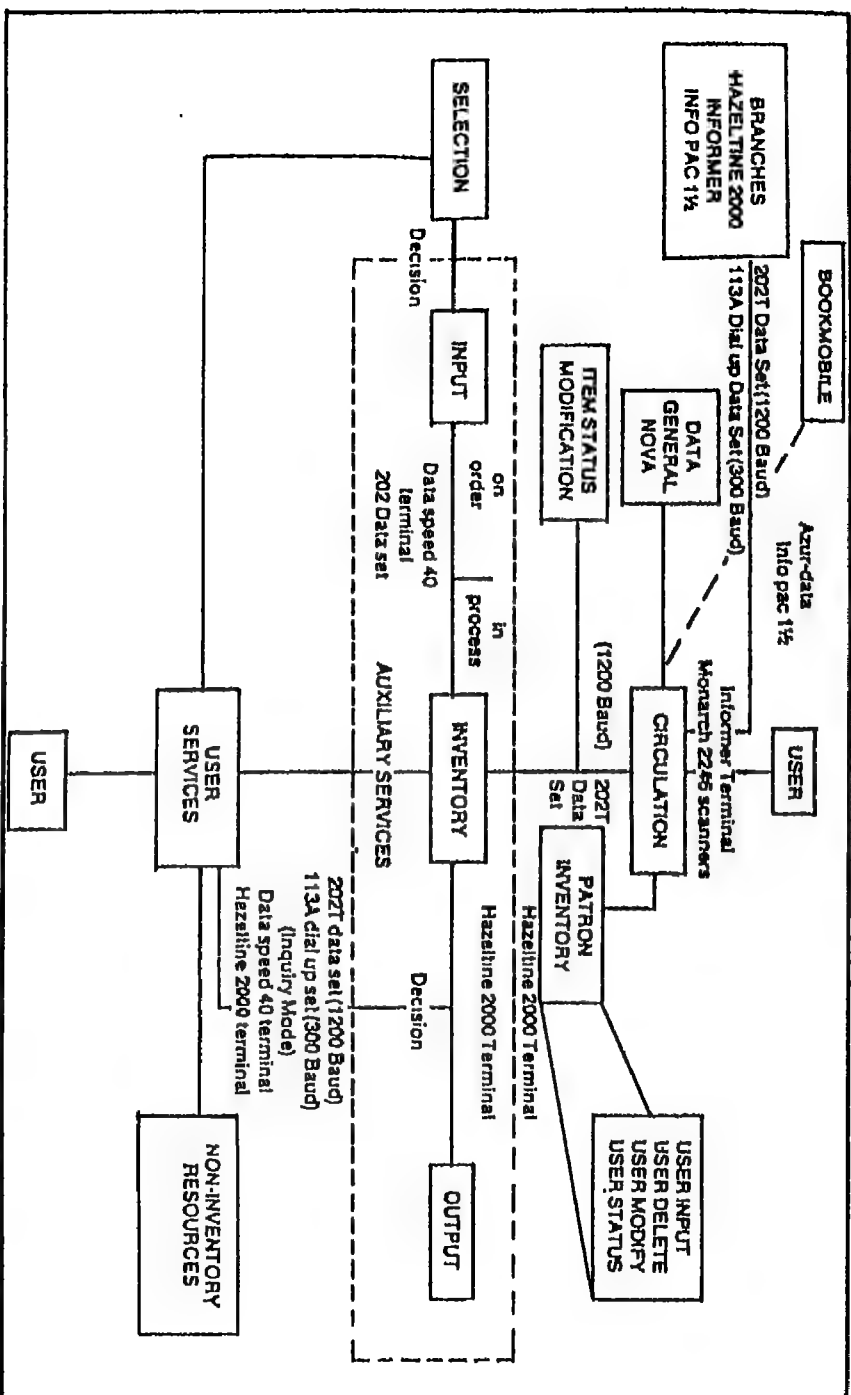 BRANCHES
HAZELTINE 2000
INFORMER
INFO PAC 1½
BOOKMOBILE
202T Data Set (1200 Baud)
113A Dial up Data Set (300 Baud)
Azur-data
Info pac 1½
USER
Informer Terminal
Monarch 2246 scanners
DATA
GENERAL
NOVA
CIRCULATION
ITEM STATUS
MODIFICATION
(1200 Baud)
202T
Data
Set
PATRON
INVENTORY
USER INPUT
USER DELETE
USER MODIFY
USER STATUS
Hazeltine 2000 Terminal
SELECTION
Decision
INPUT
on
order
in
process
Data speed 40
terminal
202 Data set
INVENTORY
Hazeltine 2000 Terminal
OUTPUT
AUXILIARY SERVICES
Decision
USER
SERVICES
202T data set (1200 Baud)
113A dial up set (300 Baud)
(Inquiry Mode)
Data speed 40 terminal
Hezeltine 2000 terminal
NON-INVENTORY
RESOURCES
USER